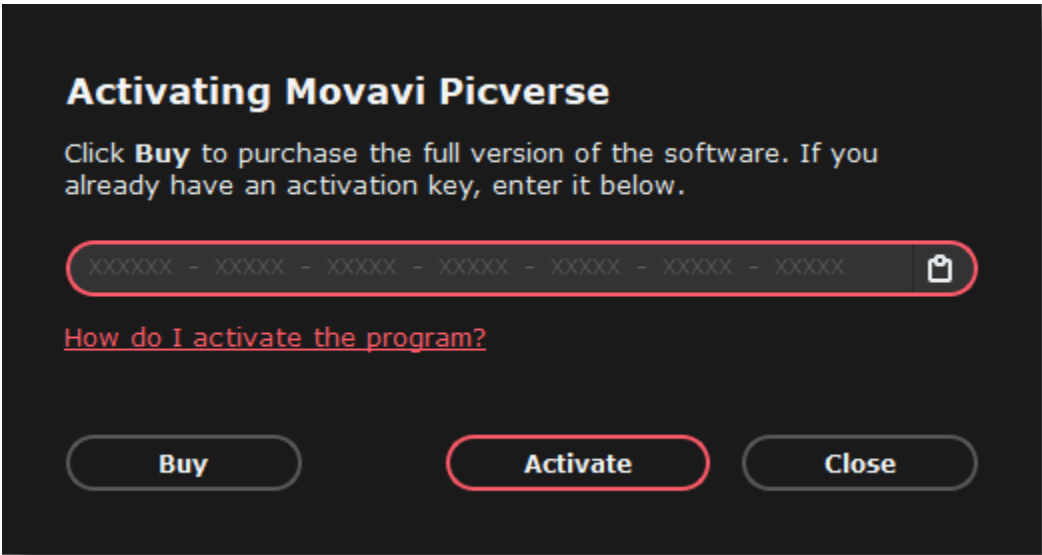 Activating Movavi Picverse
Click Buy to purchase the full version of the software. If you
already have an activation key, enter it below.
XXXXXX - XXXXX - XXXXX - XXXXX - XXXXX - XXXXX - XXXXX
How do I activate the program?
Buy Activate Close